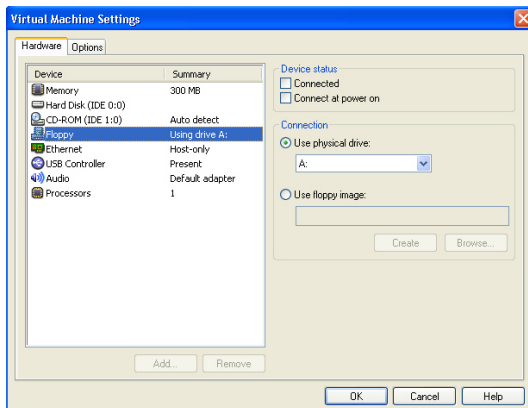 Virtual Machine Settings
Hardware Options
Device Summary
Memory 300 MB
Hard Disk (IDE 0:0)
CD-ROM (IDE 1:0) Auto detect
Floppy Using drive A:
Ethernet Host-only
USB Controller Present
Audio Default adapter
Processors 1
Add... Remove
Device status
Connected
Connect at power on
Connection
Use physical drive:
A:
Use floppy image:
Create Browse...
OK Cancel Help